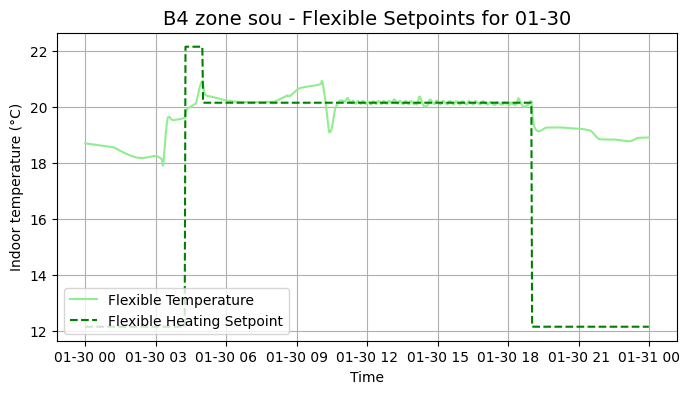 B4 zone sou - Flexible Setpoints for 01-30
Indoor temperature (°C)
22
20
18
16
14
12
Flexible Temperature
Flexible Heating Setpoint
01-30 00 01-30 03 01-30 06 01-30 09 01-30 12 01-30 15 01-30 18 01-30 21 01-31 00
Time